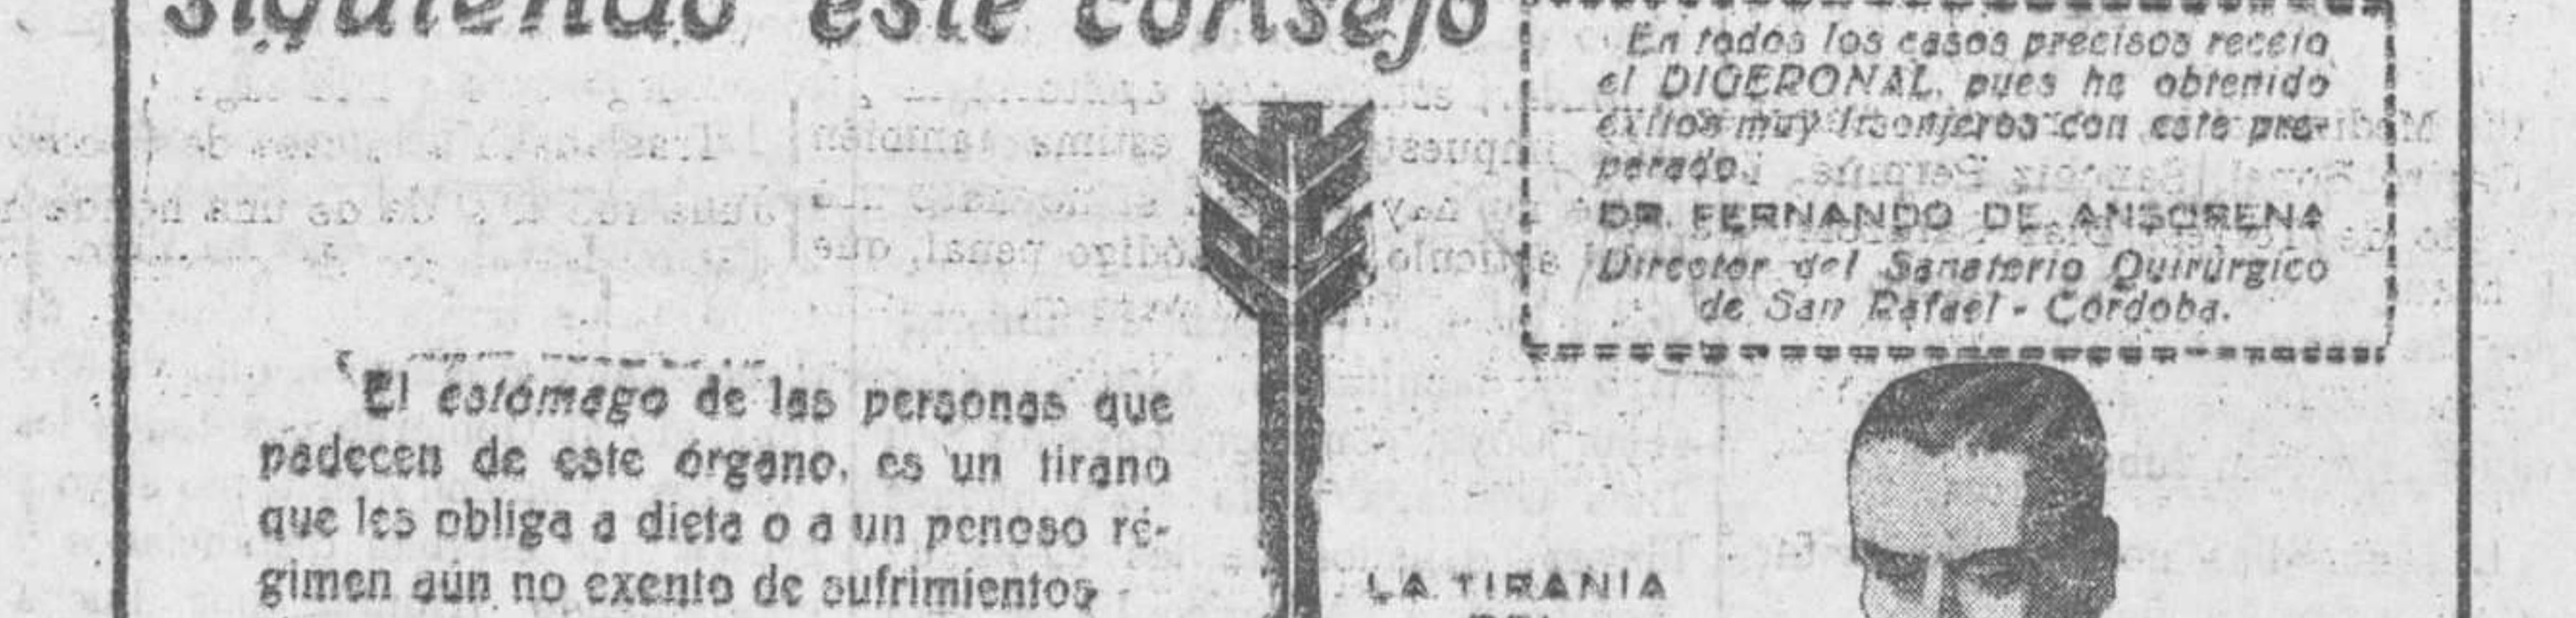 siguiendo este consejo
En todos los casos precisos receto
el DIGERONAL, pues he obtenido
éxitos muy lisonjeros con este pre-
parado.
DR. FERNANDO DE ANSORENA
Director del Sanatorio Quirúrgico
de San Rafael - Córdoba.
El estómago de las personas que
padecen de este órgano, es un tirano
que les obliga a dieta o a un penoso ré-
gimen aún no exento de sufrimientos
LA TIRANÍA